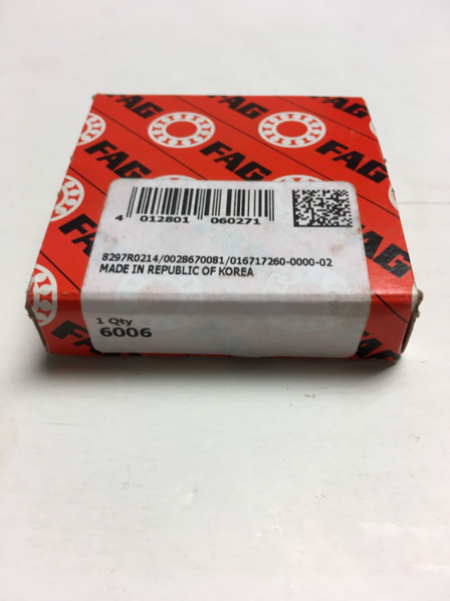 FAG
FAG
FAG
FAG
FAG
4 012801 060271
8297R0214/0028670081/016717260-0000-02
MADE IN REPUBLIC OF KOREA
1 Qty
6006
FAG
FAG